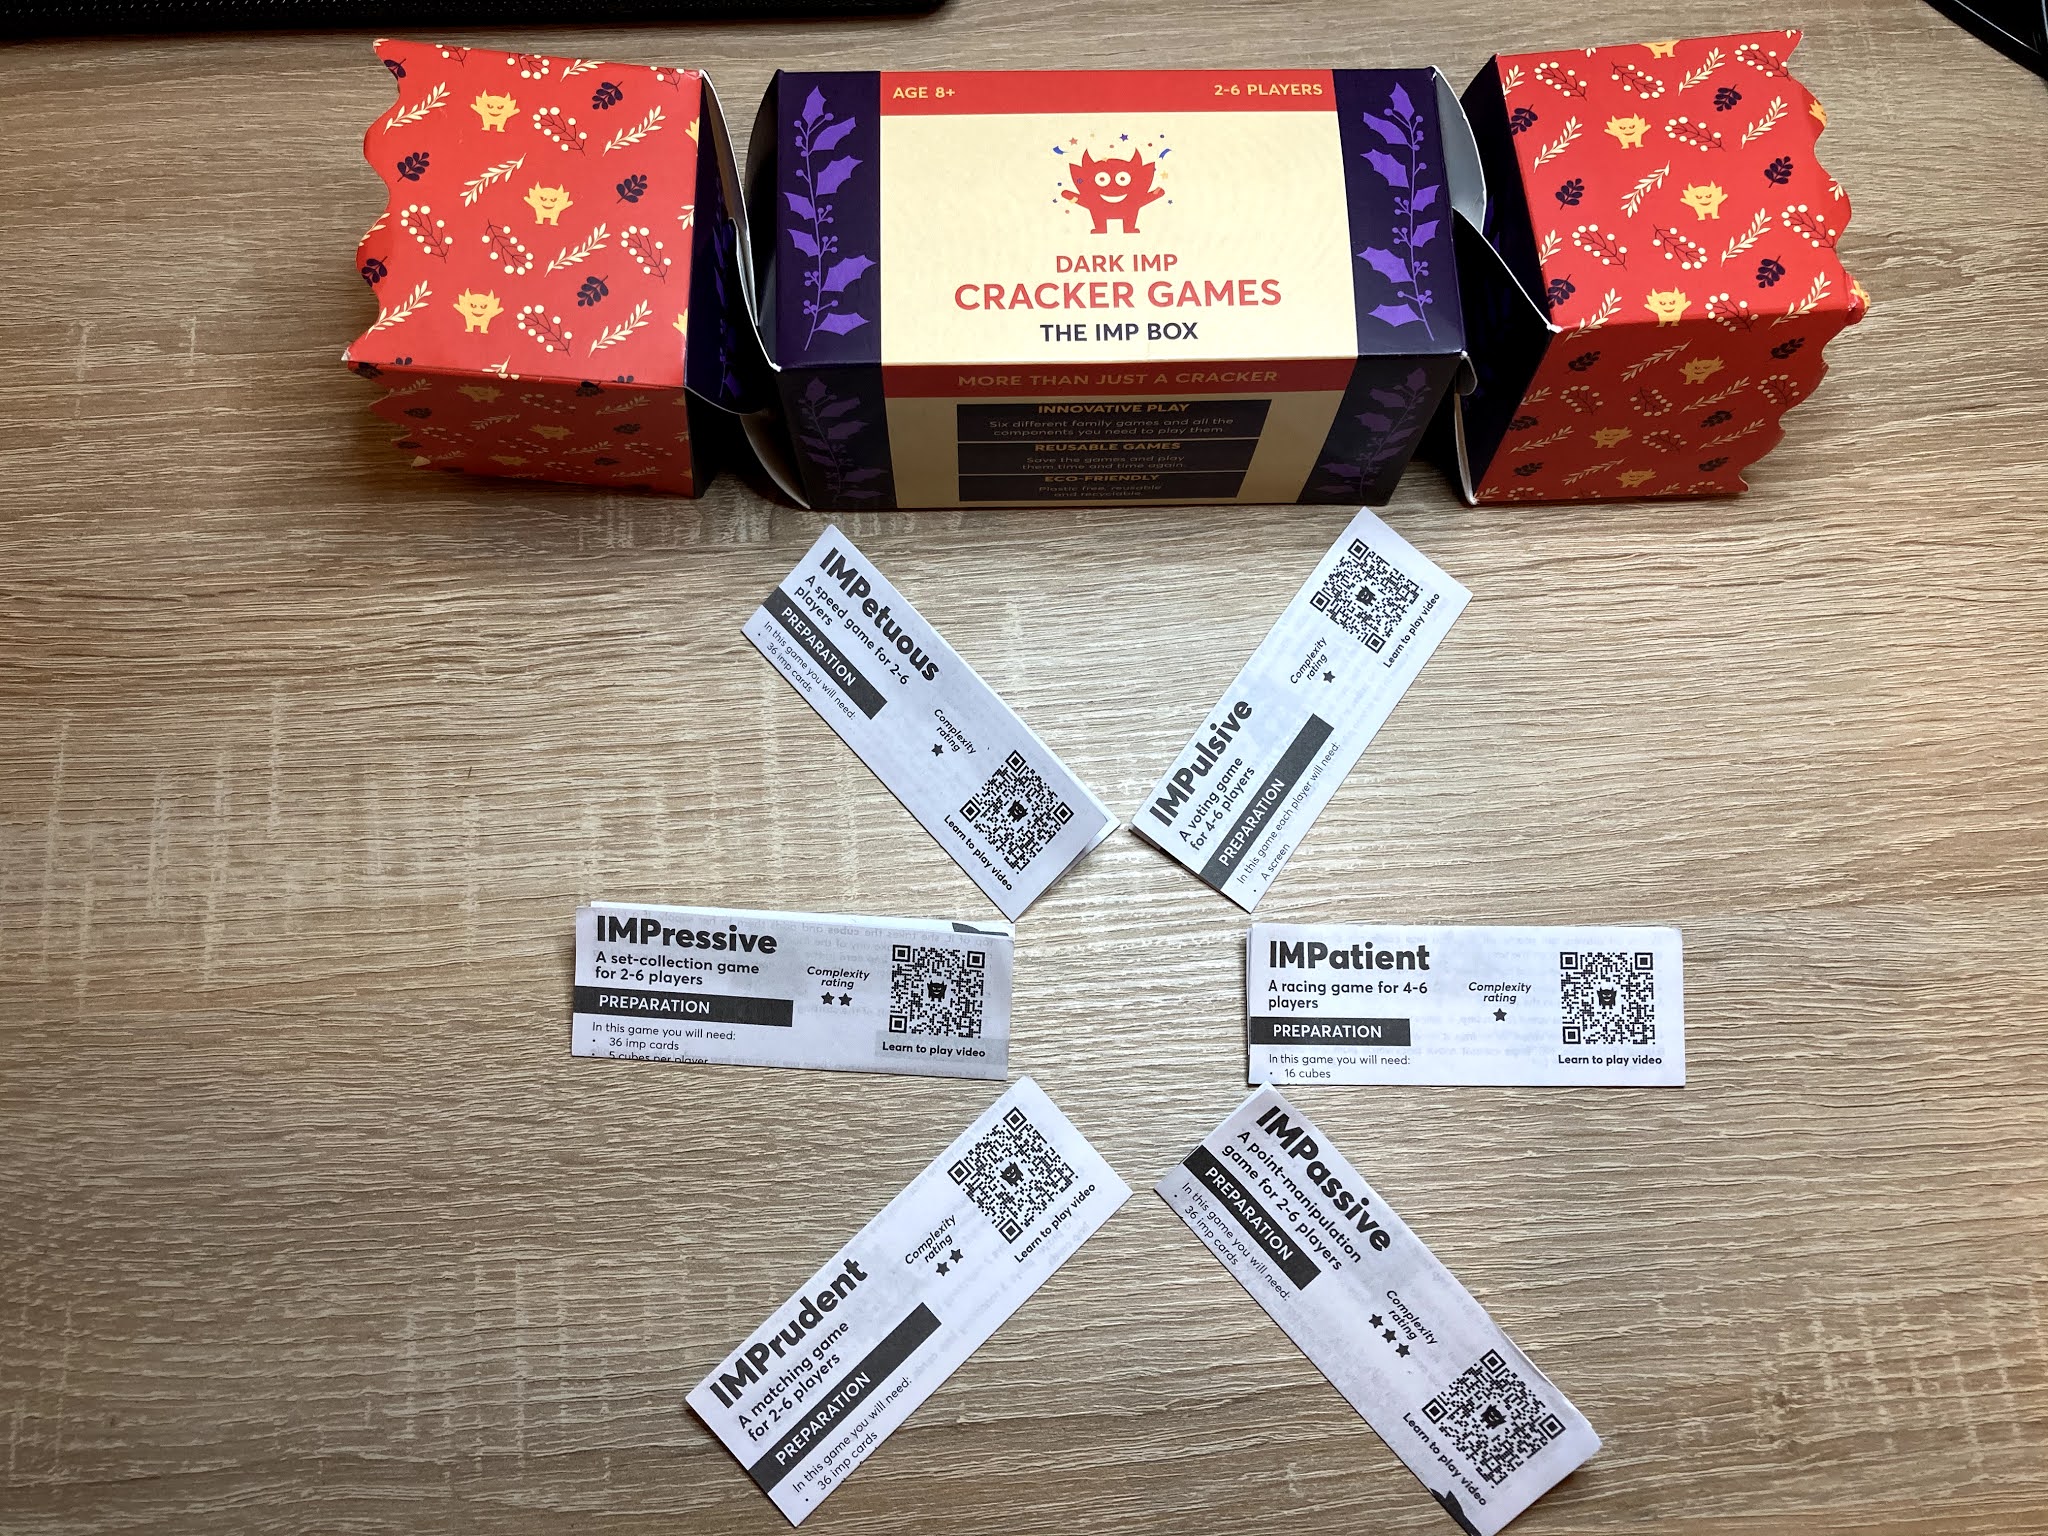 AGE 8+
2-6 PLAYERS
DARK IMP
CRACKER GAMES
THE IMP BOX
MORE THAN JUST A CRACKER
INNOVATIVE PLAY
Six different family games and all the
components you need to play them.
REUSABLE GAMES
Save the games and play
them time and time again.
ECO-FRIENDLY
Plastic free, reusable
and recyclable.
IMPetuous
A speed game for 2-6
players
PREPARATION
In this game you will need:
• 36 imp cards
Complexity
rating
Learn to play video
IMPulsive
A voting game
for 4-6 players
PREPARATION
In this game each player will need:
• A screen
Complexity
rating
Learn to play video
IMPressive
A set-collection game
for 2-6 players
PREPARATION
In this game you will need:
• 36 imp cards
• 5 cubes per player
Complexity
rating
Learn to play video
IMPatient
A racing game for 4-6
players
PREPARATION
In this game you will need:
• 16 cubes
Complexity
rating
Learn to play video
IMPrudent
A matching game
for 2-6 players
PREPARATION
In this game you will need:
• 36 imp cards
Complexity
rating
Learn to play video
IMPassive
A point-manipulation
game for 2-6 players
PREPARATION
In this game you will need:
• 36 imp cards
Complexity
rating
Learn to play video